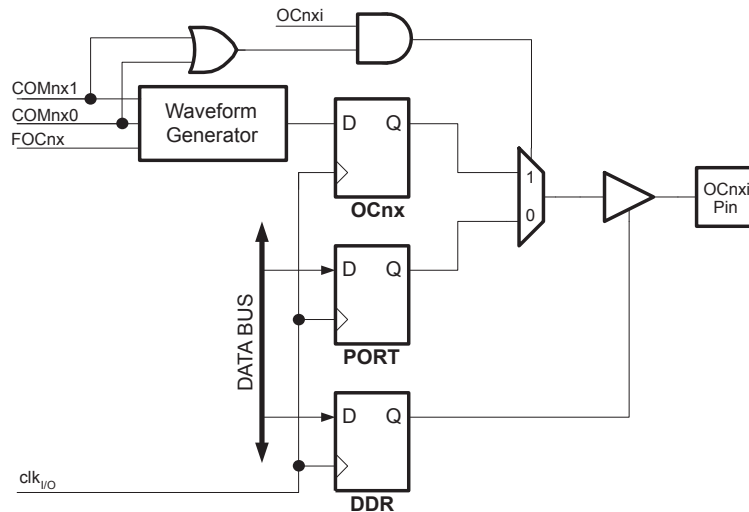 OCnxi
COMnx1
COMnx0
FOCnx
Waveform
Generator
D Q
OCnx
1
0
OCnxi
Pin
D Q
PORT
DATA BUS
D Q
DDR
clkI/O